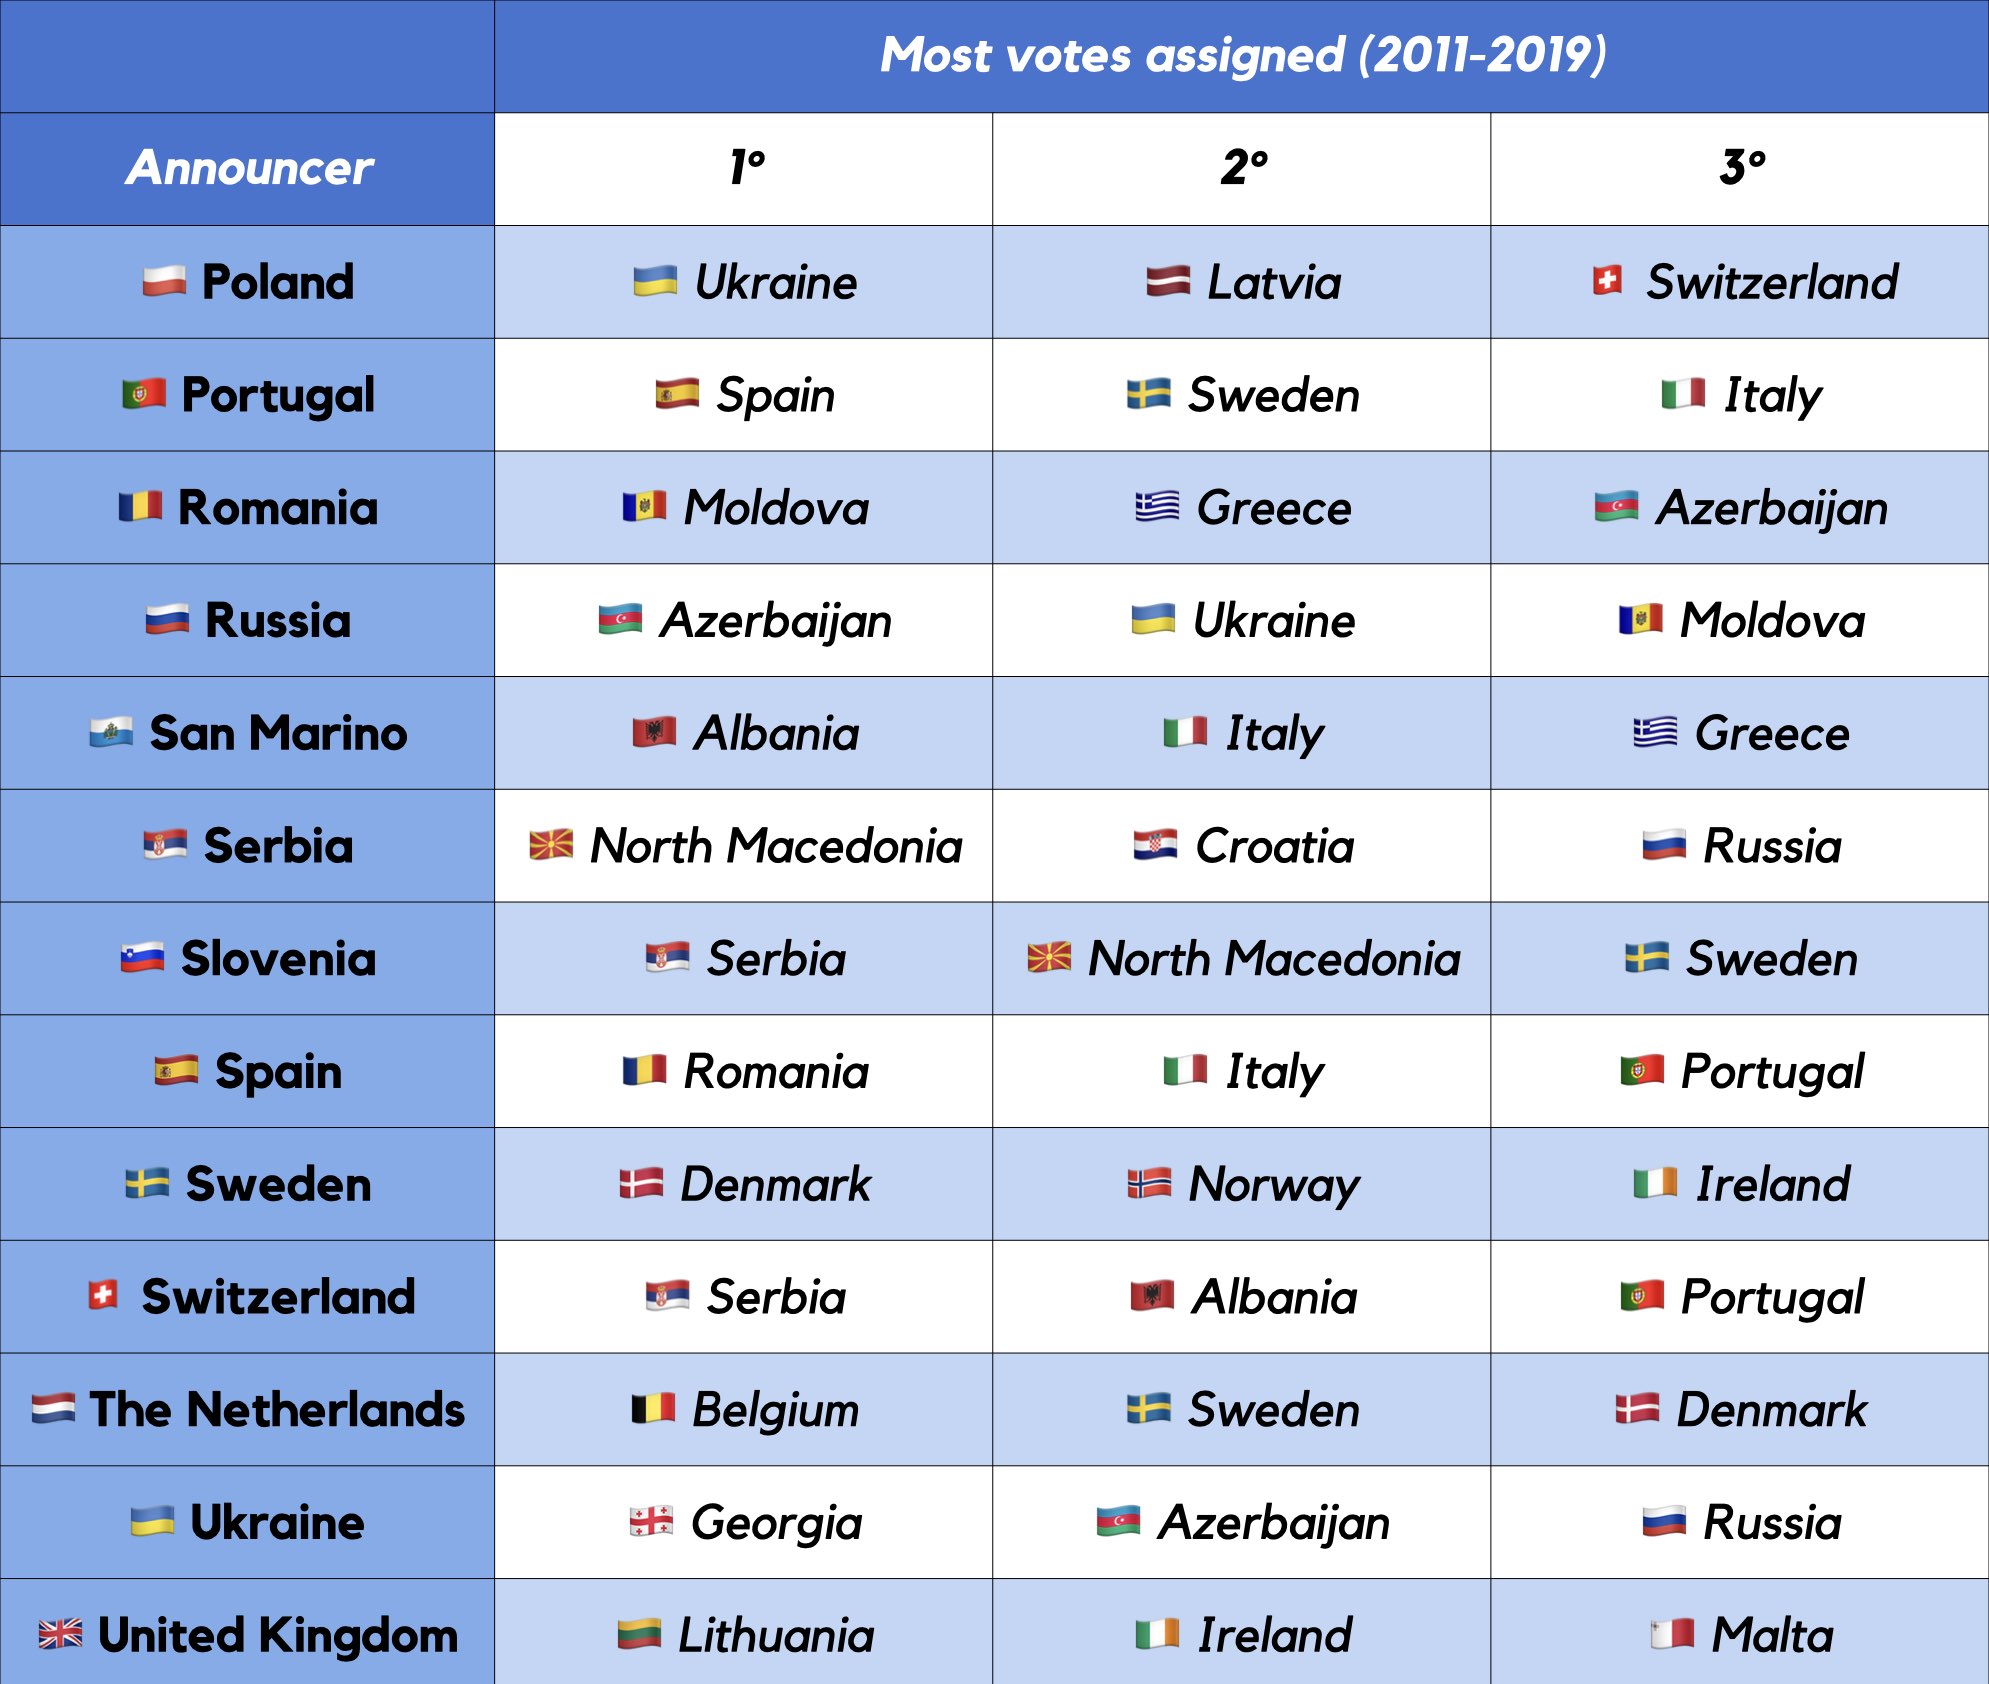 Most votes assigned (2011-2019)
Announcer 1° 2° 3°
Poland Ukraine Latvia Switzerland
Portugal Spain Sweden Italy
Romania Moldova Greece Azerbaijan
Russia Azerbaijan Ukraine Moldova
San Marino Albania Italy Greece
Serbia North Macedonia Croatia Russia
Slovenia Serbia North Macedonia Sweden
Spain Romania Italy Portugal
Sweden Denmark Norway Ireland
Switzerland Serbia Albania Portugal
The Netherlands Belgium Sweden Denmark
Ukraine Georgia Azerbaijan Russia
United Kingdom Lithuania Ireland Malta